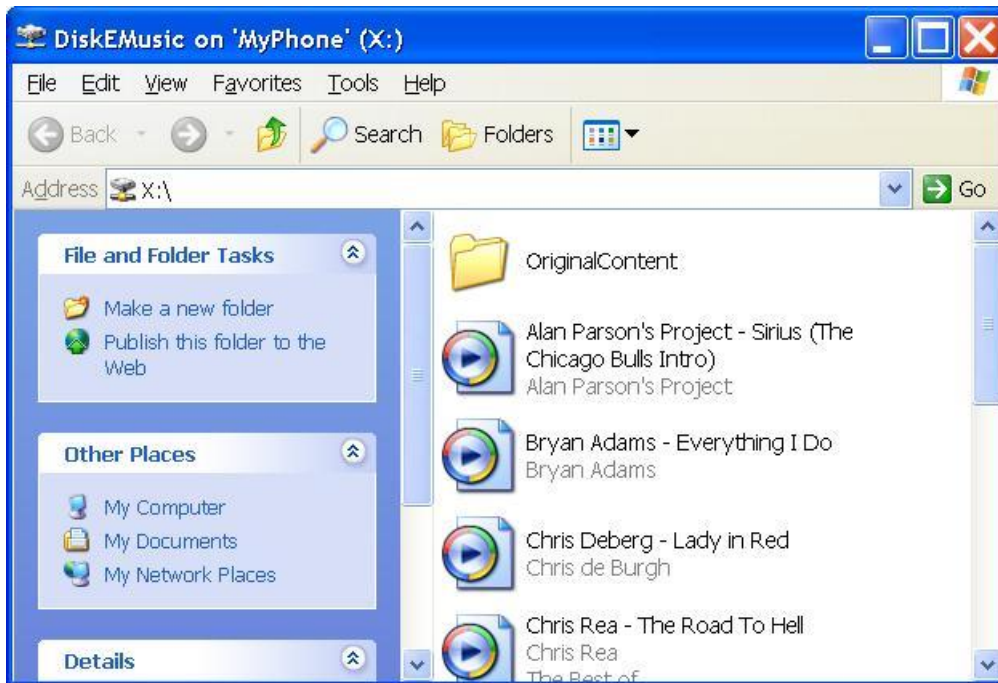 DiskEMusic on 'MyPhone' (X:)
File Edit View Favorites Tools Help
Back Search Folders
Address X:\ Go
File and Folder Tasks
Make a new folder
Publish this folder to the
Web
Other Places
My Computer
My Documents
My Network Places
Details
OriginalContent
Alan Parson's Project - Sirius (The
Chicago Bulls Intro)
Alan Parson's Project
Bryan Adams - Everything I Do
Bryan Adams
Chris Deberg - Lady in Red
Chris de Burgh
Chris Rea - The Road To Hell
Chris Rea
The Best of